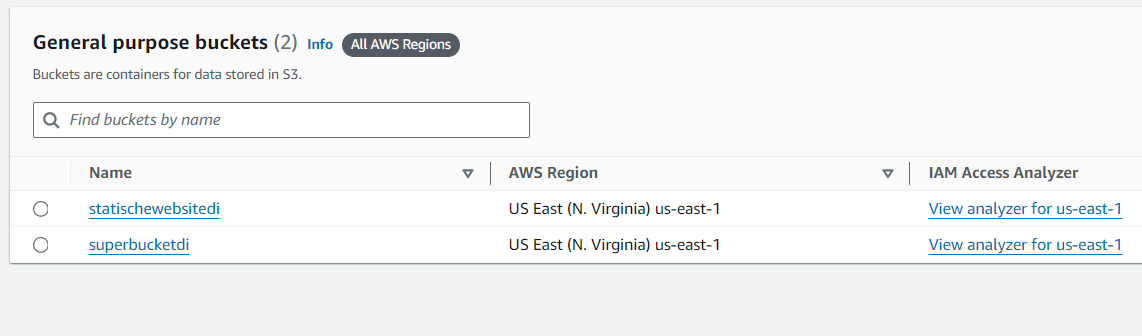 General purpose buckets (2) Info All AWS Regions
Buckets are containers for data stored in S3.
Find buckets by name
Name AWS Region IAM Access Analyzer
statischewebsitedi US East (N. Virginia) us-east-1 View analyzer for us-east-1
superbucketdi US East (N. Virginia) us-east-1 View analyzer for us-east-1